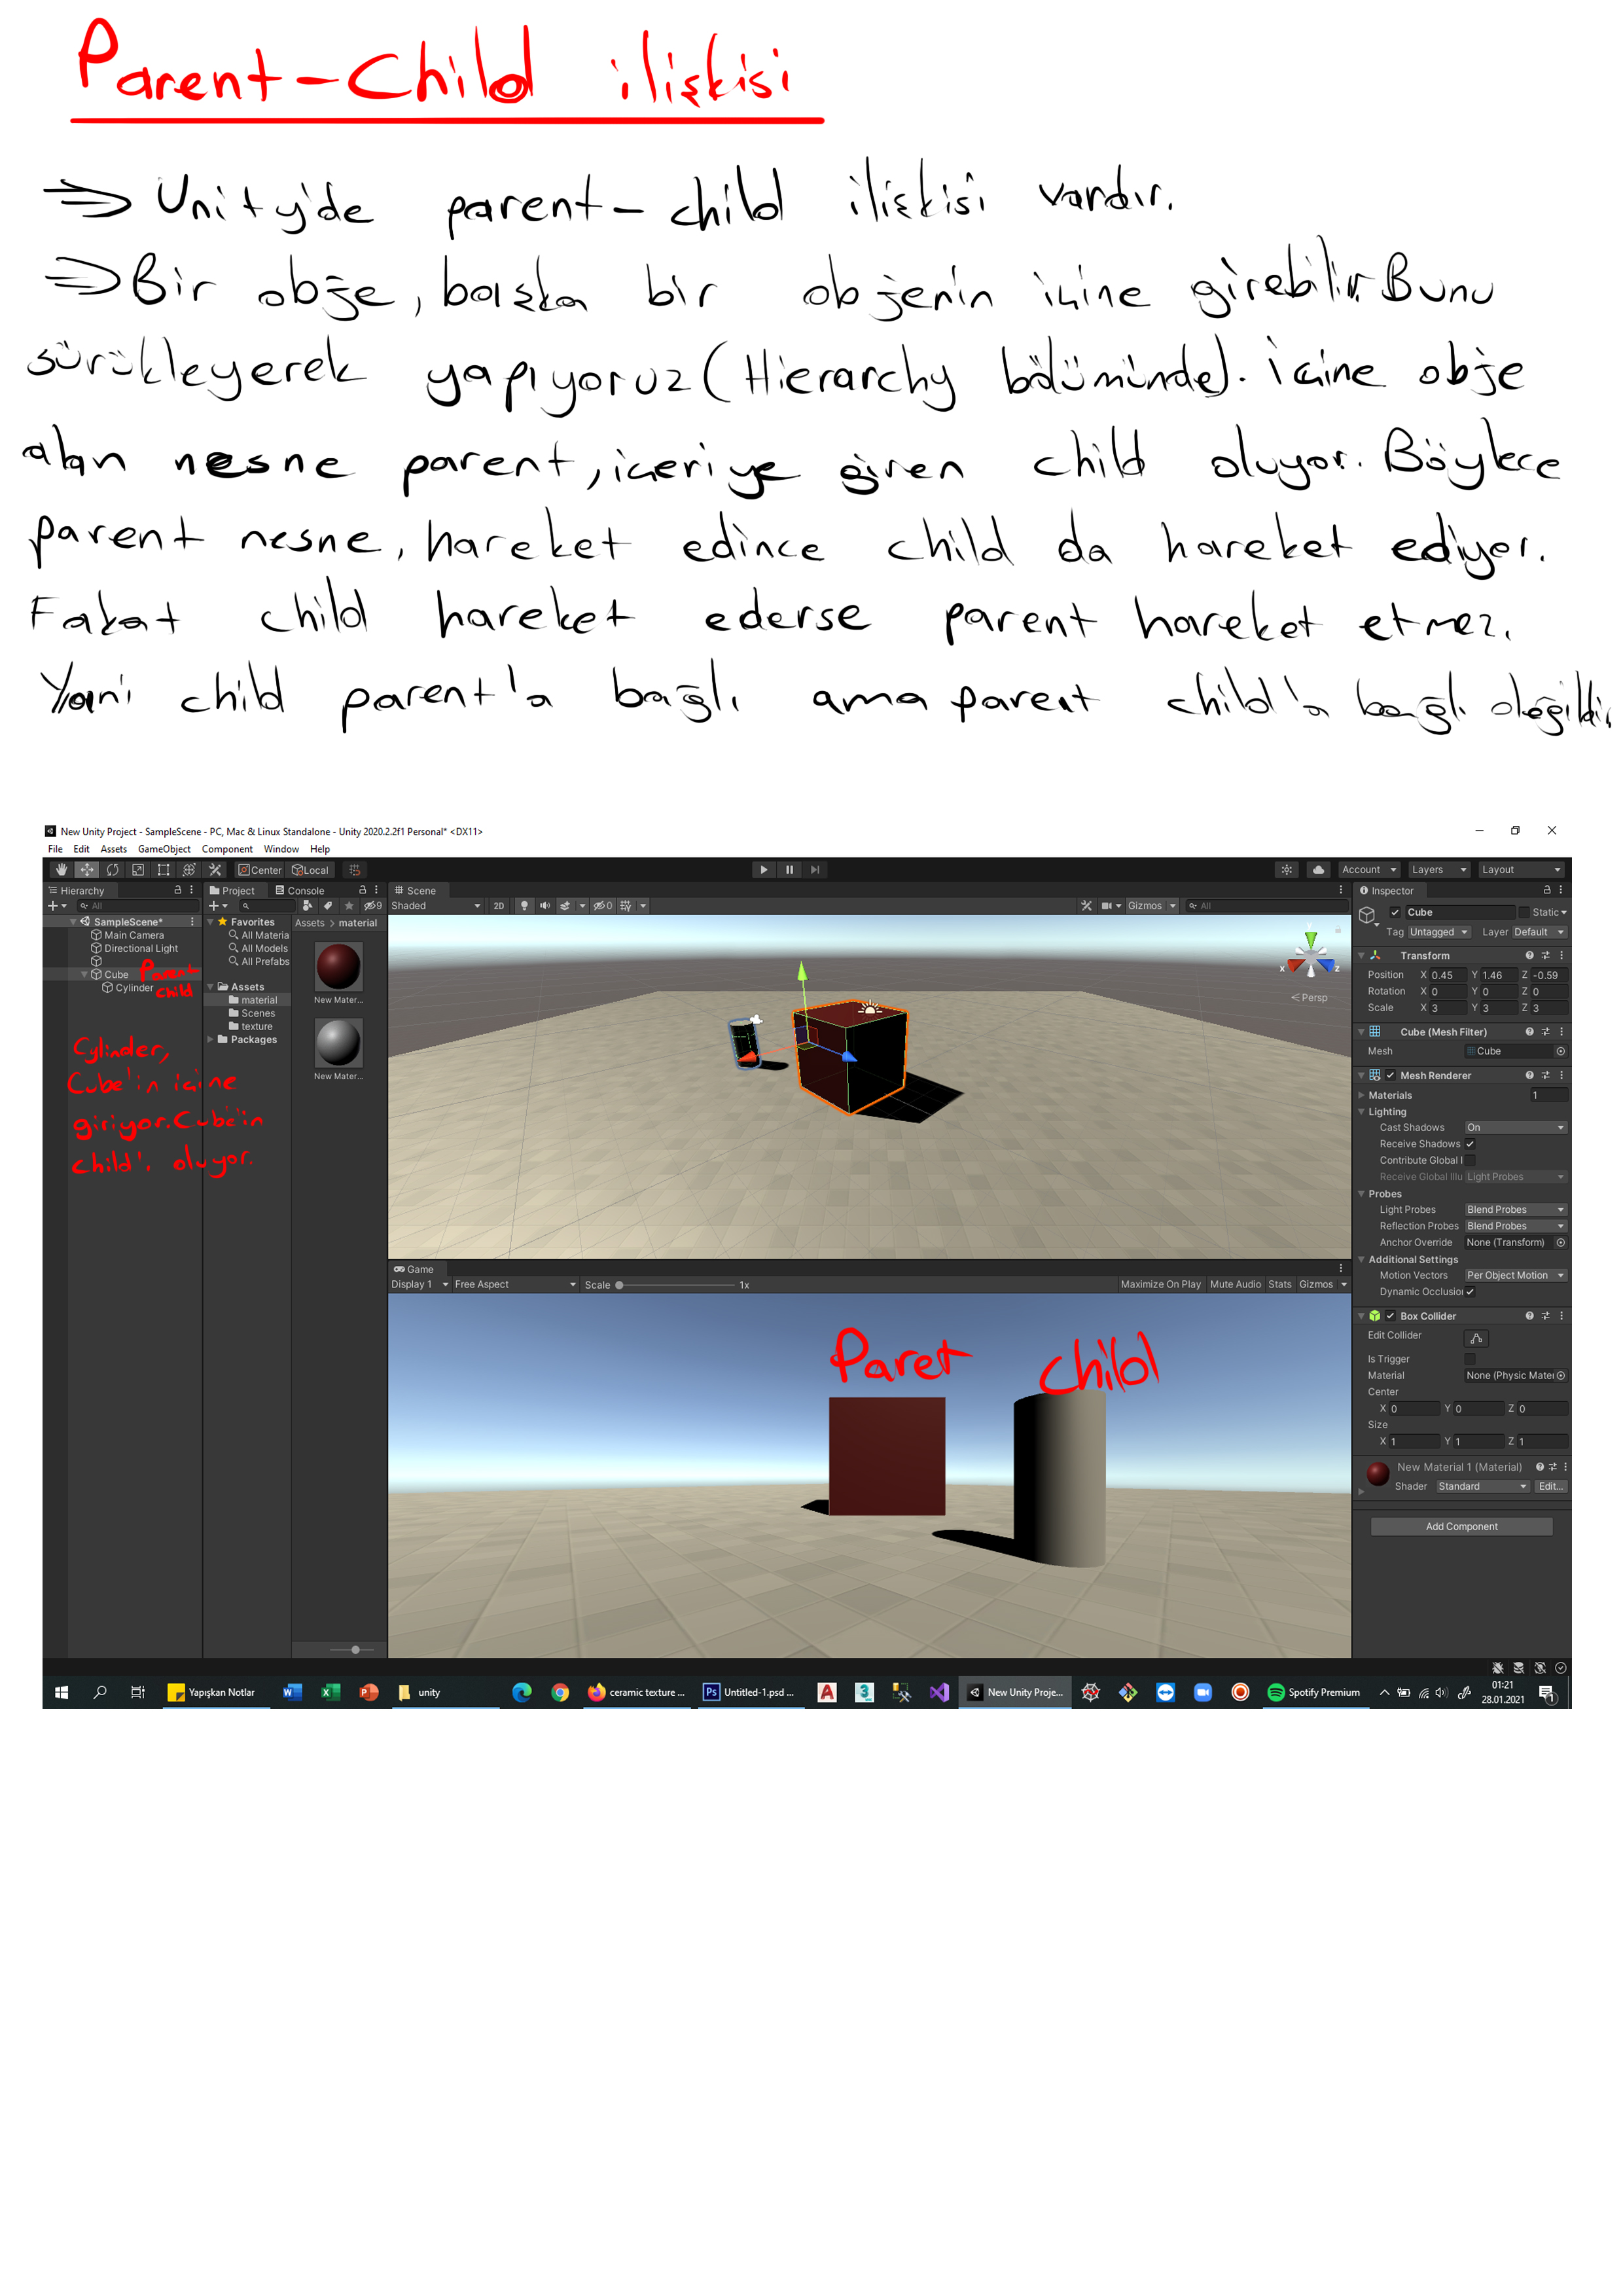 Parent-Child ilişkisi
⇒ Unity'de parent-child ilişkisi vardır.
⇒ Bir obje, başka bir objenin içine girebilir. Bunu
sürükleyerek yapıyoruz (Hierarchy bölümünde). İçine obje
alan nesne parent, içeriye giren child oluyor. Böylece
parent nesne, hareket edince child da hareket ediyor.
Fakat child hareket ederse parent hareket etmez.
Yani child parent'a bağlı ama parent child'a bağlı değildir.
New Unity Project - SampleScene - PC, Mac & Linux Standalone - Unity 2020.2.2f1 Personal* <DX11>
File Edit Assets GameObject Component Window Help
Center Local Account Layers Layout
Hierarchy Project Console Scene Inspector
All 9 Shaded 2D 0 Gizmos All
SampleScene* Favorites Assets > material Cube Static
Main Camera All Materia Tag Untagged Layer Default
Directional Light All Models
All Prefabs Transform
Cube Parent Position X 0.45 Y 1.46 Z -0.59
Cylinder child Assets Rotation X 0 Y 0 Z 0
material New Mater... Scale X 3 Y 3 Z 3
Scenes
texture
Packages
New Mater...
y x z
Persp
Cylinder,
Cube'in içine
giriyor. Cube'in
child'ı oluyor.
Cube (Mesh Filter)
Mesh Cube
Mesh Renderer
Materials 1
Lighting
Cast Shadows On
Receive Shadows
Contribute Global I
Receive Global Illu Light Probes
Probes
Light Probes Blend Probes
Reflection Probes Blend Probes
Anchor Override None (Transform)
Additional Settings
Motion Vectors Per Object Motion
Dynamic Occlusion
Game
Display 1 Free Aspect Scale 1x Maximize On Play Mute Audio Stats Gizmos
Paret child
Box Collider
Edit Collider
Is Trigger
Material None (Physic Mater
Center
X 0 Y 0 Z 0
Size
X 1 Y 1 Z 1
New Material 1 (Material)
Shader Standard Edit...
Add Component
Yapışkan Notlar unity ceramic texture ... Untitled-1.psd ... New Unity Proje... Spotify Premium 01:21
28.01.2021
1